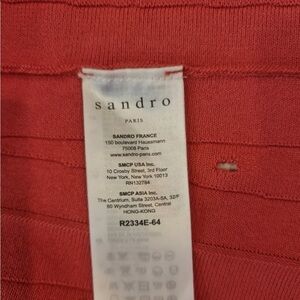 sandro
PARIS
SANDRO FRANCE
150 boulevard Haussmann
75008 Paris
www.sandro-paris.com
SMCP USA Inc.
10 Crosby Street, 3rd Floor
New York, New York 10013
RN132784
SMCP ASIA Inc.
The Centrium, Suite 3203A-5A, 32/F
60 Wyndham Street, Central
HONG-KONG
R2334E-64